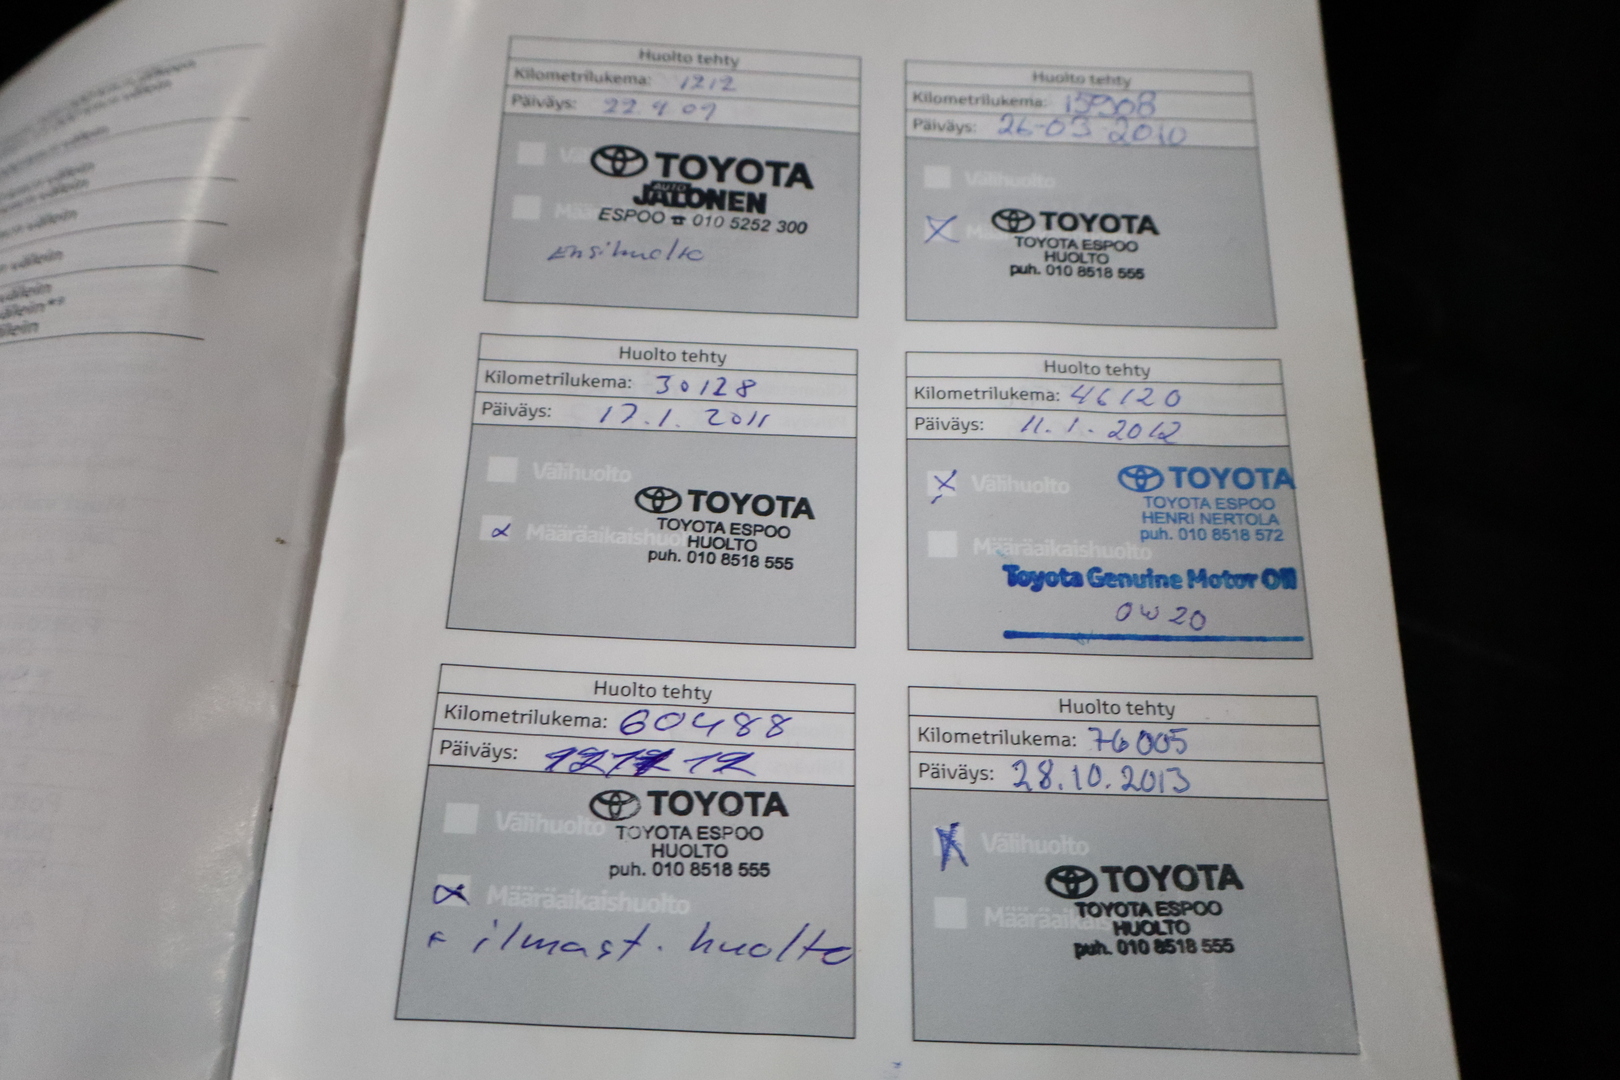 Huolto tehty
Kilometrilukema: 1212
Päiväys: 22.9.09
TOYOTA
AUTO
JALONEN
ESPOO ☎ 010 5252 300
Ensihuolto
Huolto tehty
Kilometrilukema: 15908
Päiväys: 26-03-2010
Välihuolto
TOYOTA
TOYOTA ESPOO
HUOLTO
puh. 010 8518 555
Huolto tehty
Kilometrilukema: 30128
Päiväys: 17.1.2011
Välihuolto
Määräaikaishuolto
TOYOTA
TOYOTA ESPOO
HUOLTO
puh. 010 8518 555
Huolto tehty
Kilometrilukema: 46120
Päiväys: 11.1.2012
Välihuolto
Määräaikaishuolto
TOYOTA
TOYOTA ESPOO
HENRI NERTOLA
puh. 010 8518 572
Toyota Genuine Motor Oil
0w20
Huolto tehty
Kilometrilukema: 60488
Päiväys:
Välihuolto
Määräaikaishuolto
TOYOTA
TOYOTA ESPOO
HUOLTO
puh. 010 8518 555
+ ilmast. huolto
Huolto tehty
Kilometrilukema: 76005
Päiväys: 28.10.2013
Välihuolto
TOYOTA
TOYOTA ESPOO
HUOLTO
puh. 010 8518 555